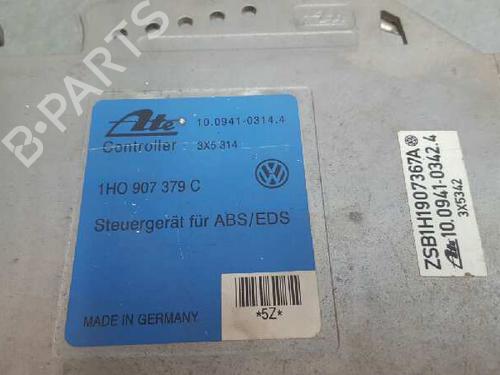 B-PARTS
Ate 10.0941-0314.4
Controller 3X5 314
1HO 907 379 C
Steuergerät für ABS/EDS
*5Z*
MADE IN GERMANY
ZSB1H1907367A
Ate 10.0941-0342.4
3X5342